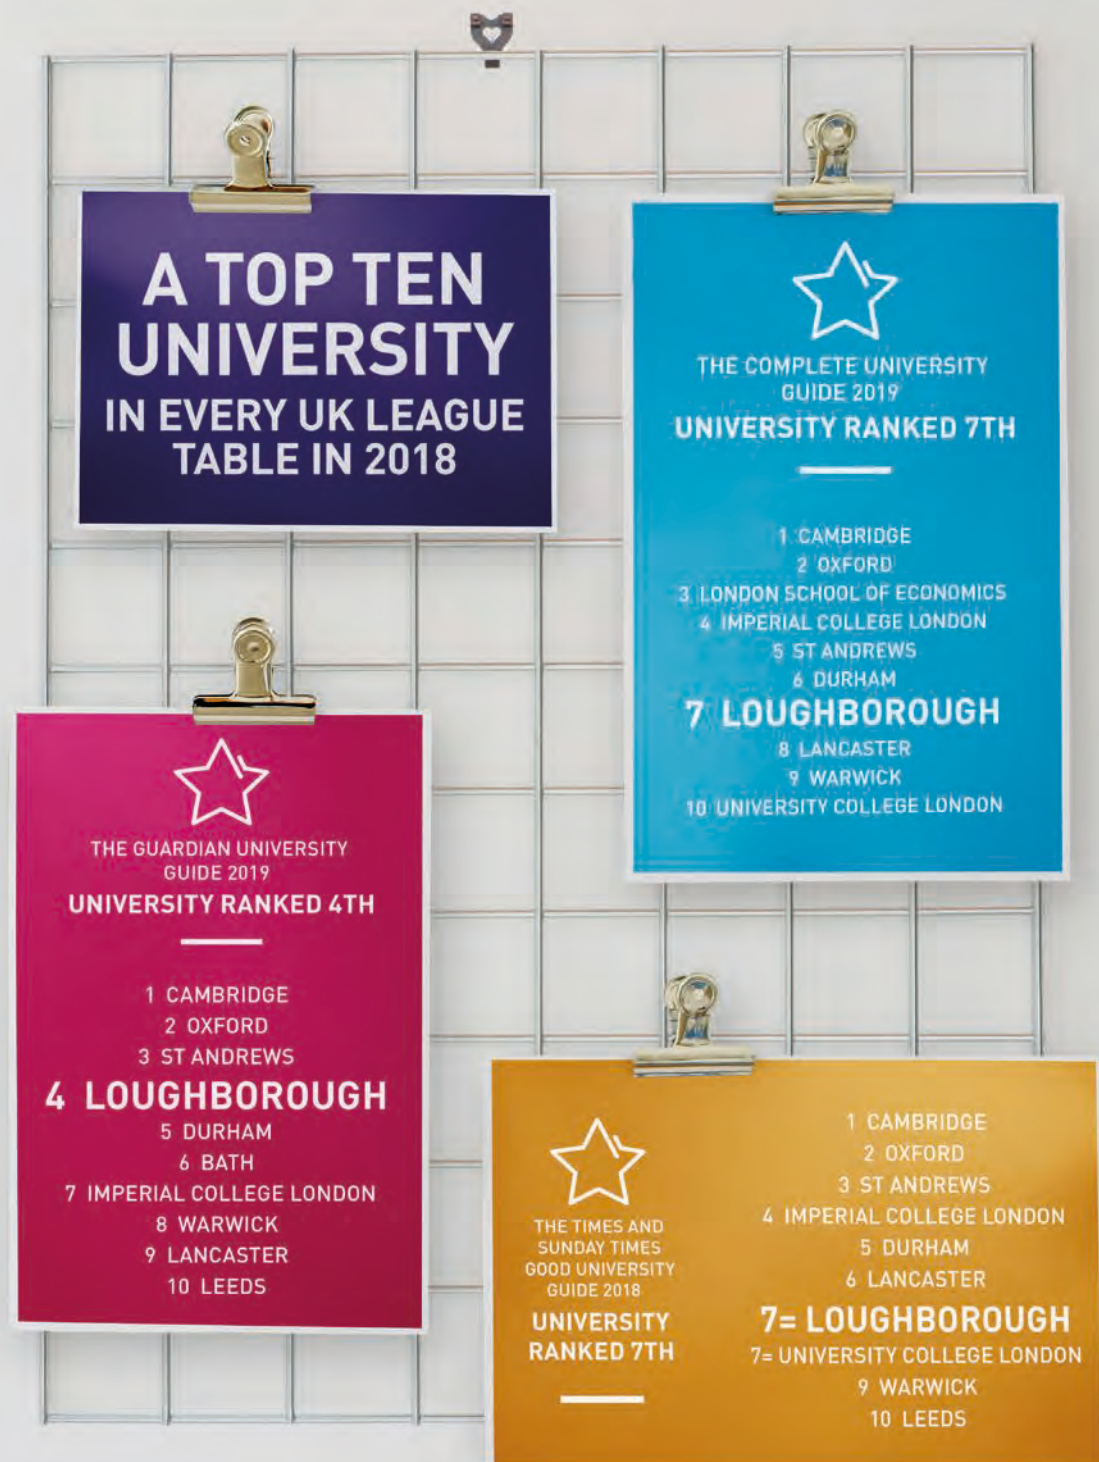 A TOP TEN
UNIVERSITY
IN EVERY UK LEAGUE
TABLE IN 2018
THE COMPLETE UNIVERSITY
GUIDE 2019
UNIVERSITY RANKED 7TH
1 CAMBRIDGE
2 OXFORD
3 LONDON SCHOOL OF ECONOMICS
4 IMPERIAL COLLEGE LONDON
5 ST ANDREWS
6 DURHAM
7 LOUGHBOROUGH
8 LANCASTER
9 WARWICK
10 UNIVERSITY COLLEGE LONDON
THE GUARDIAN UNIVERSITY
GUIDE 2019
UNIVERSITY RANKED 4TH
1 CAMBRIDGE
2 OXFORD
3 ST ANDREWS
4 LOUGHBOROUGH
5 DURHAM
6 BATH
7 IMPERIAL COLLEGE LONDON
8 WARWICK
9 LANCASTER
10 LEEDS
THE TIMES AND
SUNDAY TIMES
GOOD UNIVERSITY
GUIDE 2018
UNIVERSITY
RANKED 7TH
1 CAMBRIDGE
2 OXFORD
3 ST ANDREWS
4 IMPERIAL COLLEGE LONDON
5 DURHAM
6 LANCASTER
7= LOUGHBOROUGH
7= UNIVERSITY COLLEGE LONDON
9 WARWICK
10 LEEDS